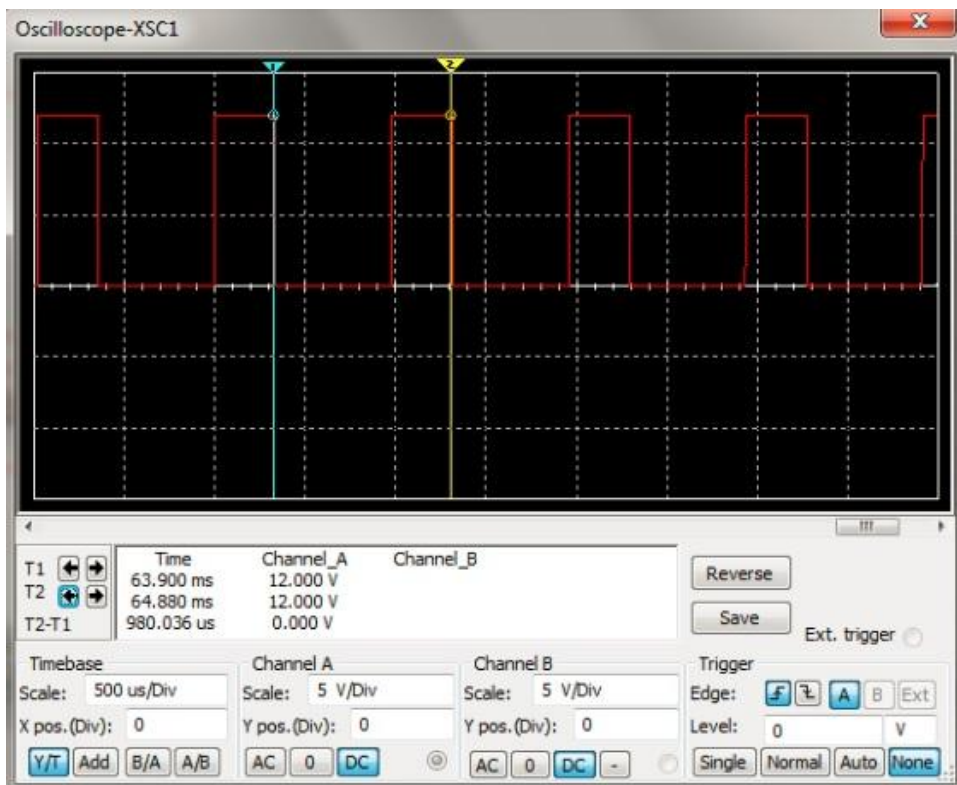 Oscilloscope-XSC1
X
1 2
Time Channel_A Channel_B
T1 63.900 ms 12.000 V
T2 64.880 ms 12.000 V
T2-T1 980.036 us 0.000 V
Reverse
Save
Ext. trigger
Timebase Channel A Channel B Trigger
Scale: 500 us/Div Scale: 5 V/Div Scale: 5 V/Div Edge: A B Ext
X pos.(Div): 0 Y pos.(Div): 0 Y pos.(Div): 0 Level: 0 V
Y/T Add B/A A/B AC 0 DC AC 0 DC - Single Normal Auto None